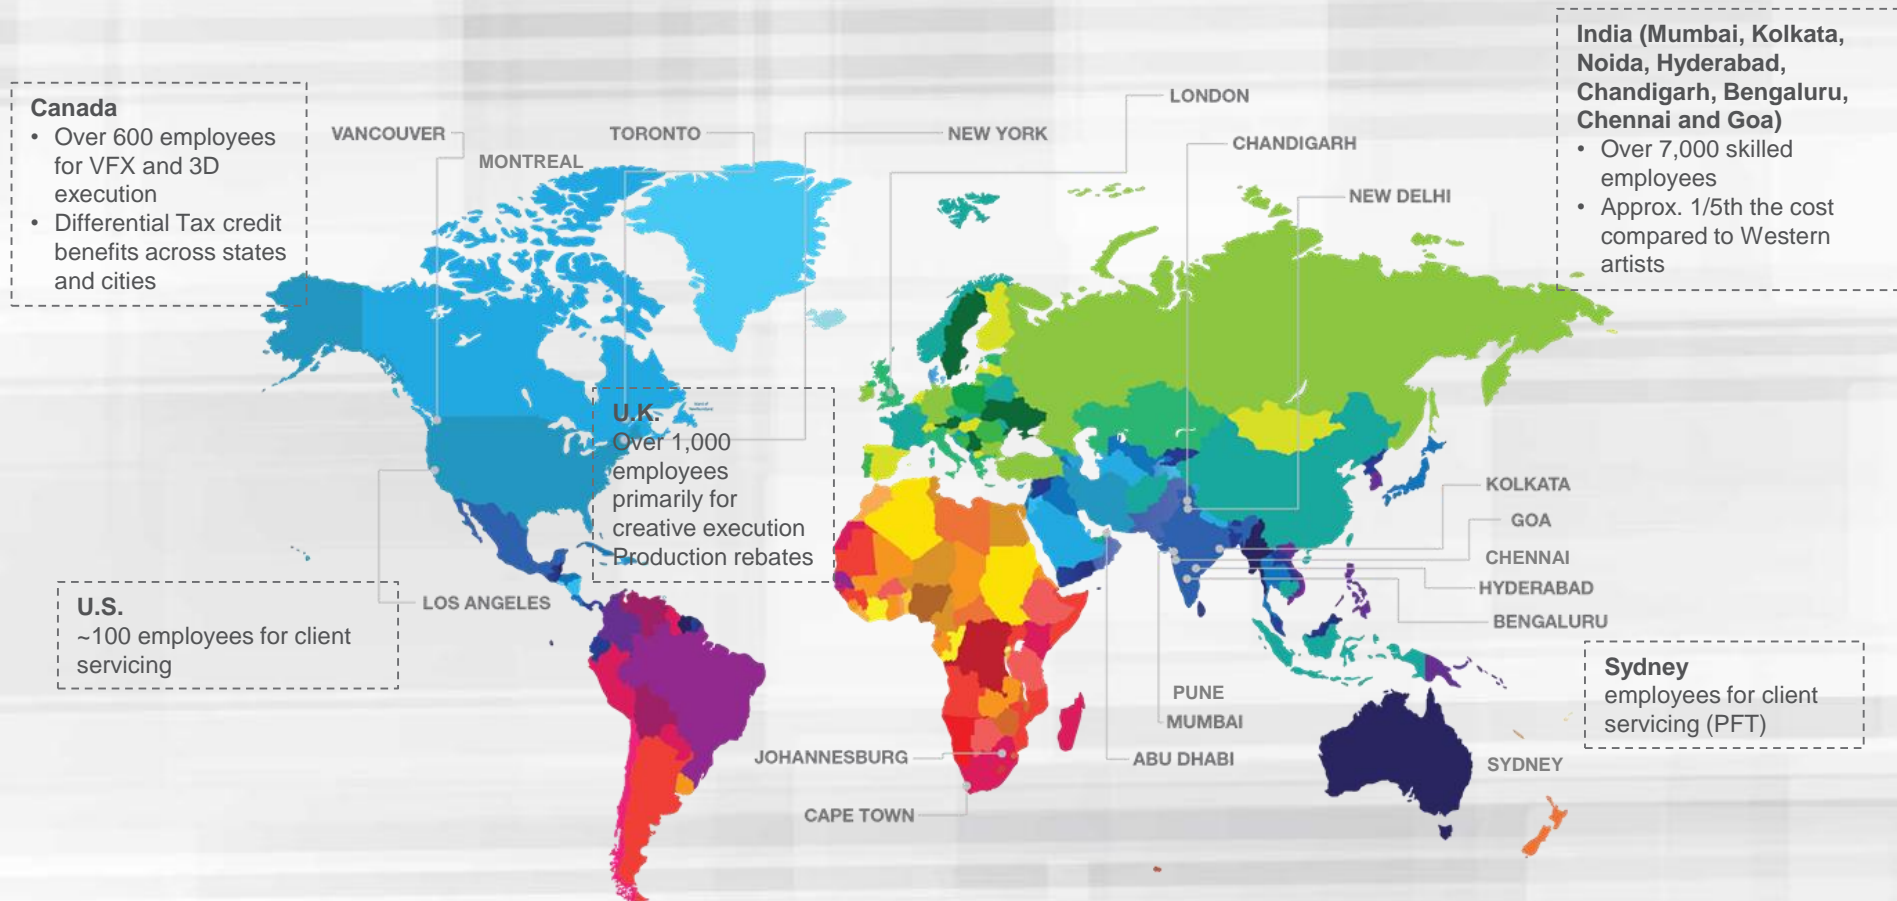 Canada
• Over 600 employees
for VFX and 3D
execution
• Differential Tax credit
benefits across states
and cities
VANCOUVER
MONTREAL
TORONTO
NEW YORK
LONDON
CHANDIGARH
NEW DELHI
India (Mumbai, Kolkata,
Noida, Hyderabad,
Chandigarh, Bengaluru,
Chennai and Goa)
• Over 7,000 skilled
employees
• Approx. 1/5th the cost
compared to Western
artists
U.K.
Over 1,000
employees
primarily for
creative execution
Production rebates
U.S.
~100 employees for client
servicing
LOS ANGELES
KOLKATA
GOA
CHENNAI
HYDERABAD
BENGALURU
PUNE
MUMBAI
ABU DHABI
JOHANNESBURG
CAPE TOWN
Sydney
employees for client
servicing (PFT)
SYDNEY